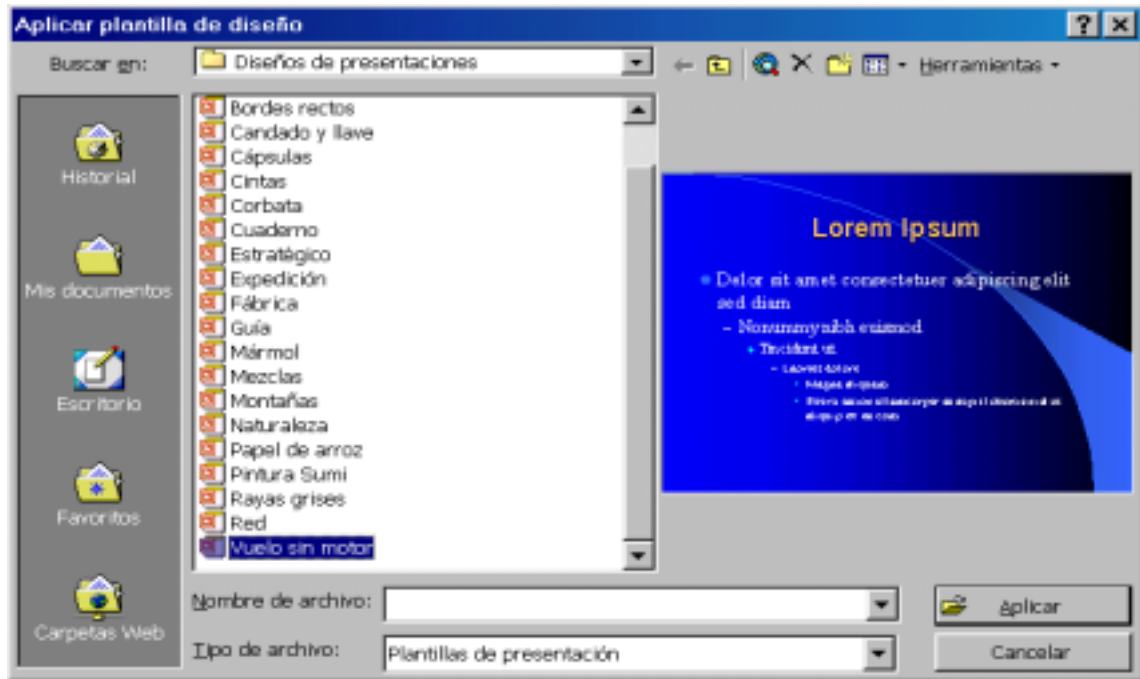 Aplicar plantilla de diseño
Buscar en:
Diseños de presentaciones
Herramientas
Historial
Mis documentos
Escritorio
Favoritos
Carpetas Web
Bordes rectos
Candado y llave
Cápsulas
Cintas
Corbata
Cuaderno
Estratégico
Expedición
Fábrica
Guía
Mármol
Mezclas
Montañas
Naturaleza
Papel de arroz
Pintura Sumi
Rayas grises
Red
Vuelo sin motor
Lorem Ipsum
Dolor sit amet consectetuer adipiscing elit
sed diam
– Nonummy nibh euismod
Tincidunt ut
Nombre de archivo:
Aplicar
Tipo de archivo:
Plantillas de presentación
Cancelar